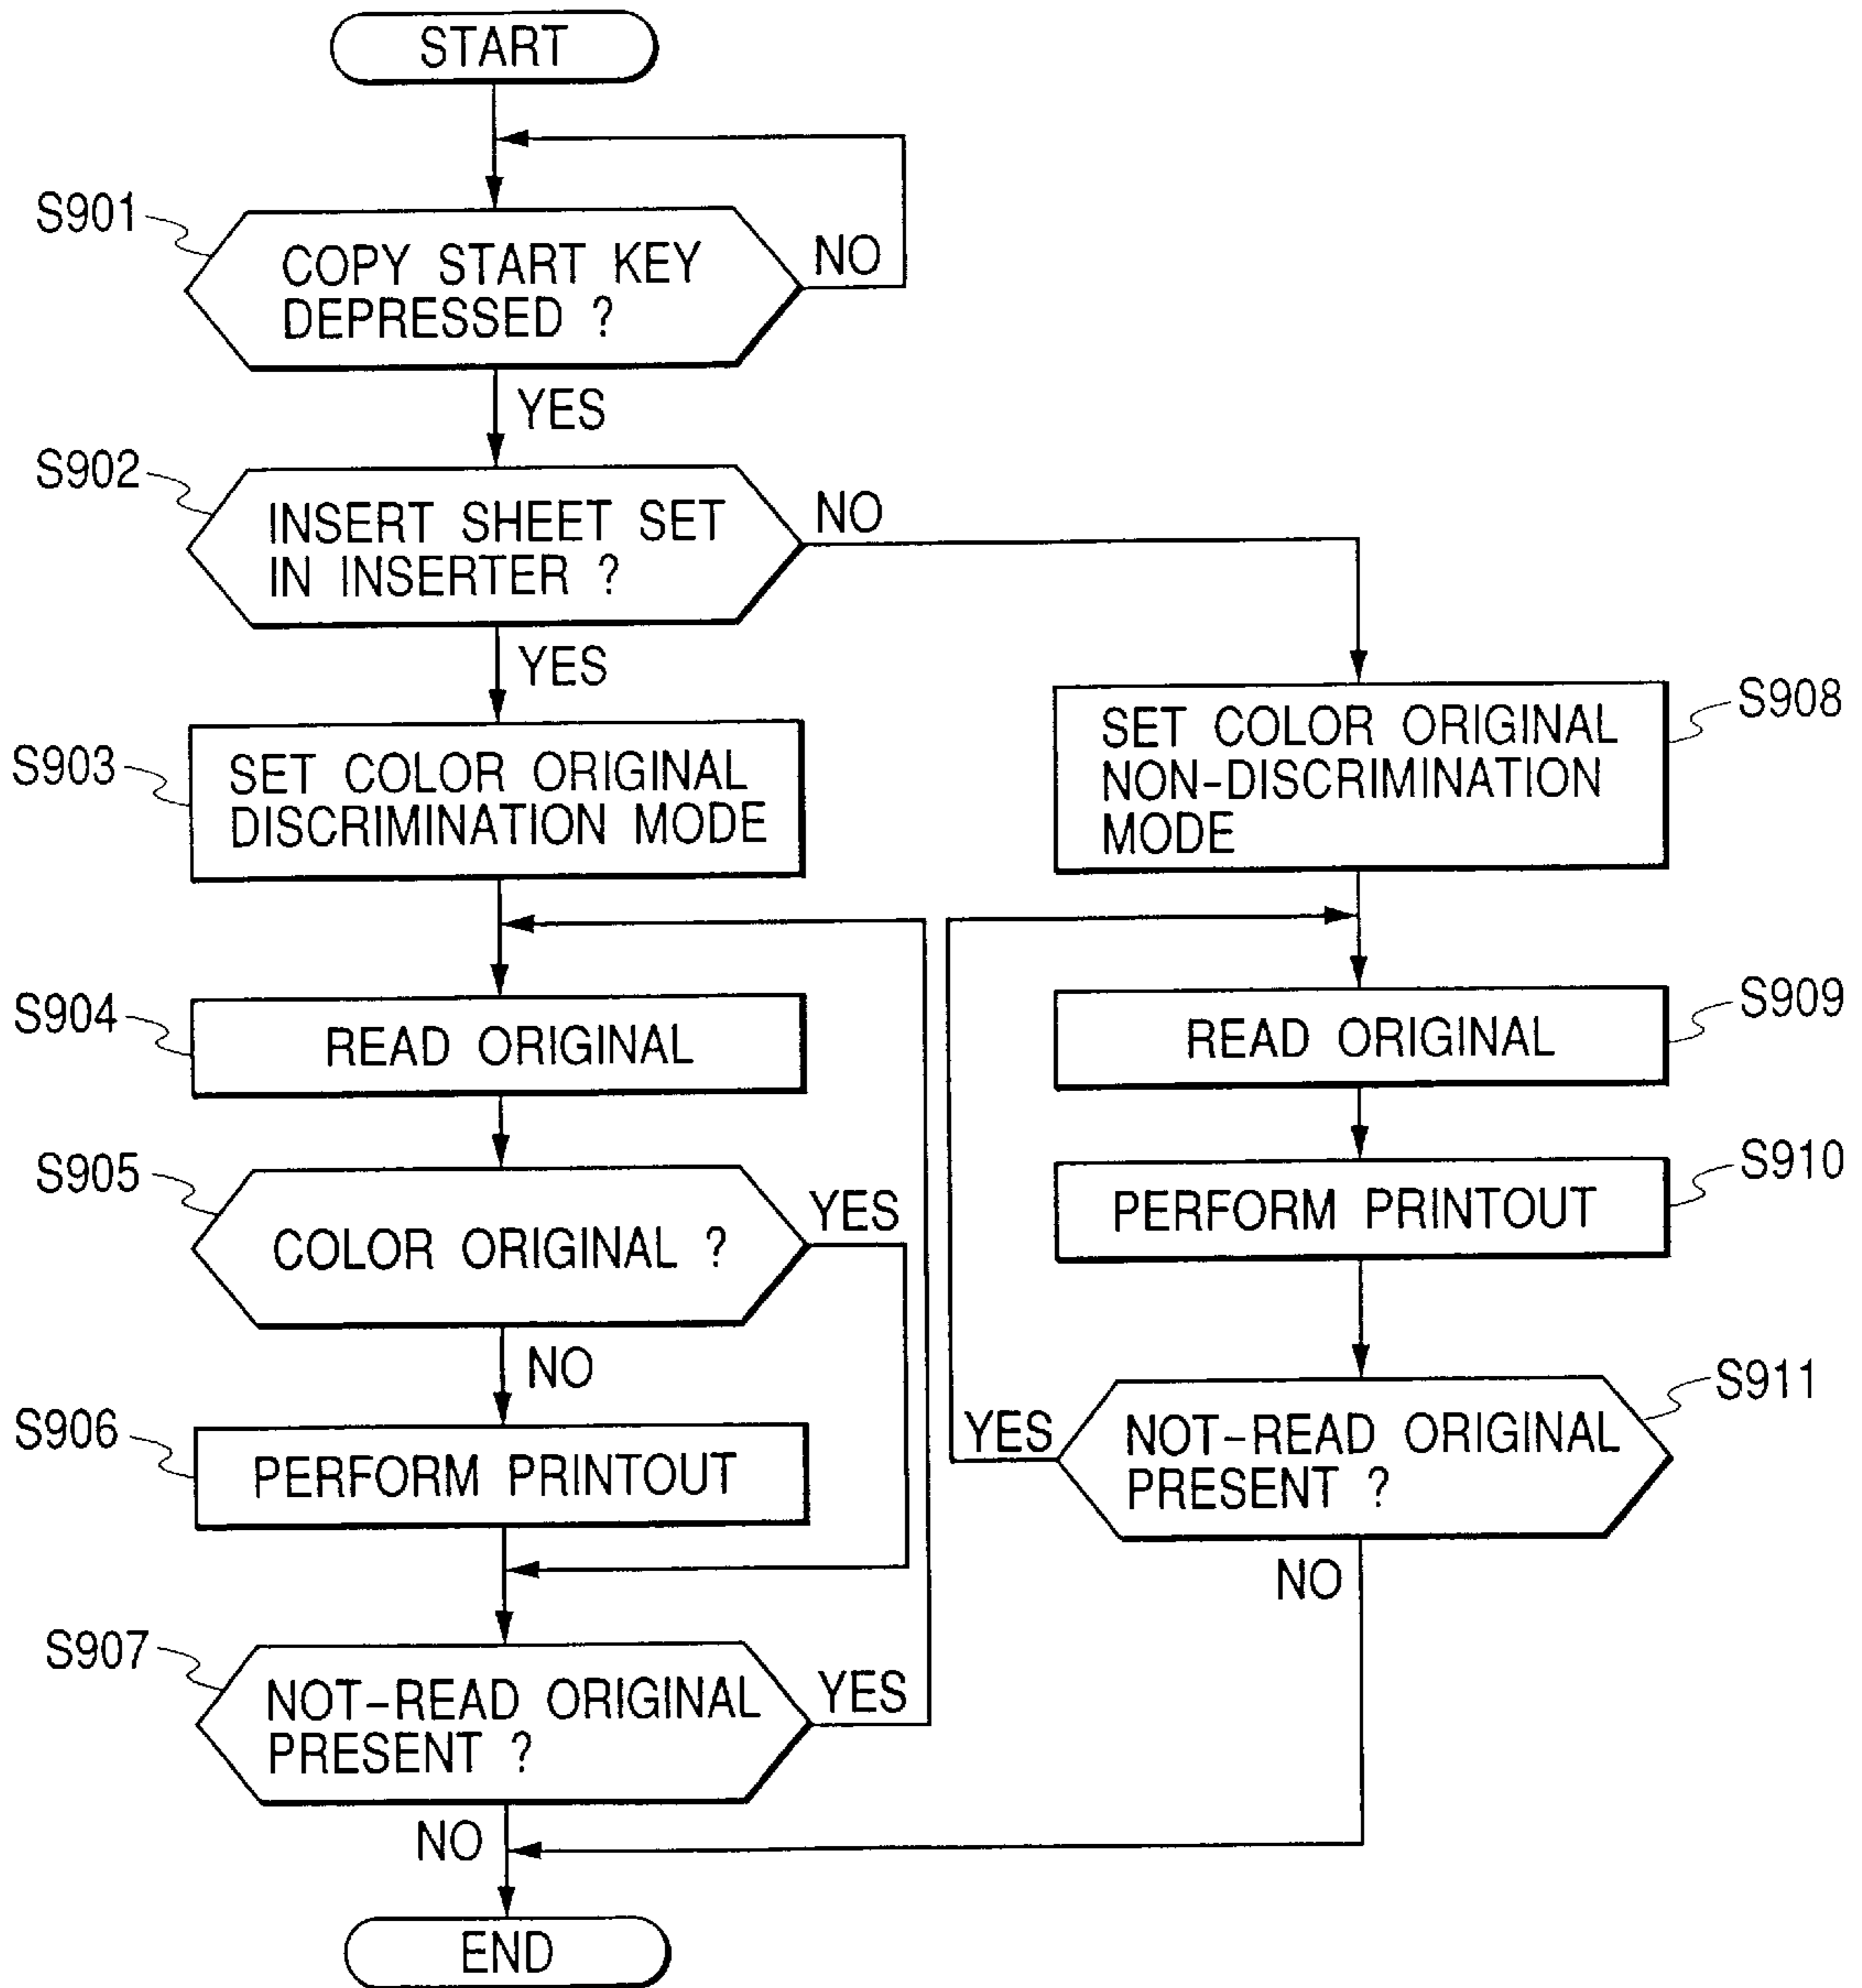 START
S901
COPY START KEY
DEPRESSED ?
NO
YES
S902
INSERT SHEET SET
IN INSERTER ?
NO
YES
S903
SET COLOR ORIGINAL
DISCRIMINATION MODE
S908
SET COLOR ORIGINAL
NON-DISCRIMINATION
MODE
S904
READ ORIGINAL
S909
READ ORIGINAL
S905
COLOR ORIGINAL ?
YES
NO
S910
PERFORM PRINTOUT
S906
PERFORM PRINTOUT
S911
NOT-READ ORIGINAL
PRESENT ?
YES
NO
S907
NOT-READ ORIGINAL
PRESENT ?
YES
NO
END